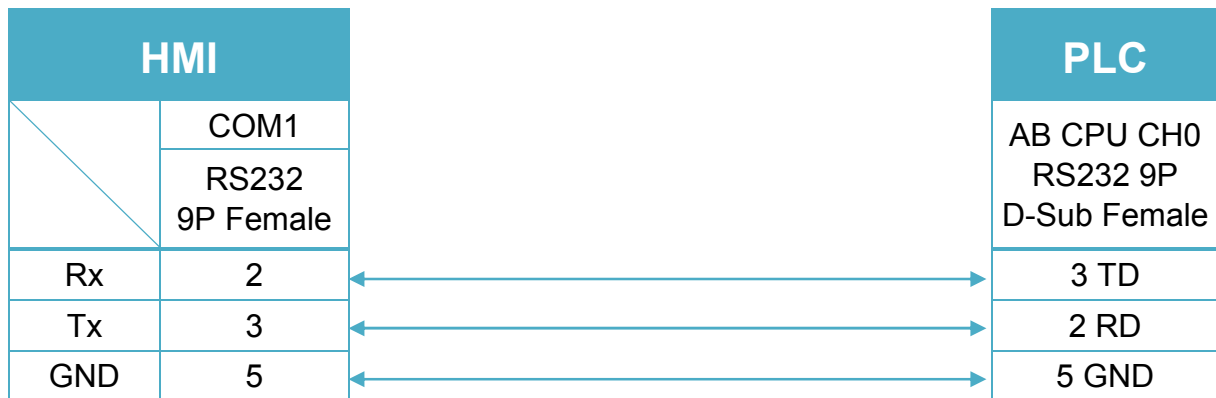 HMI
PLC
COM1
RS232
9P Female
AB CPU CH0
RS232 9P
D-Sub Female
Rx 2 3 TD
Tx 3 2 RD
GND 5 5 GND